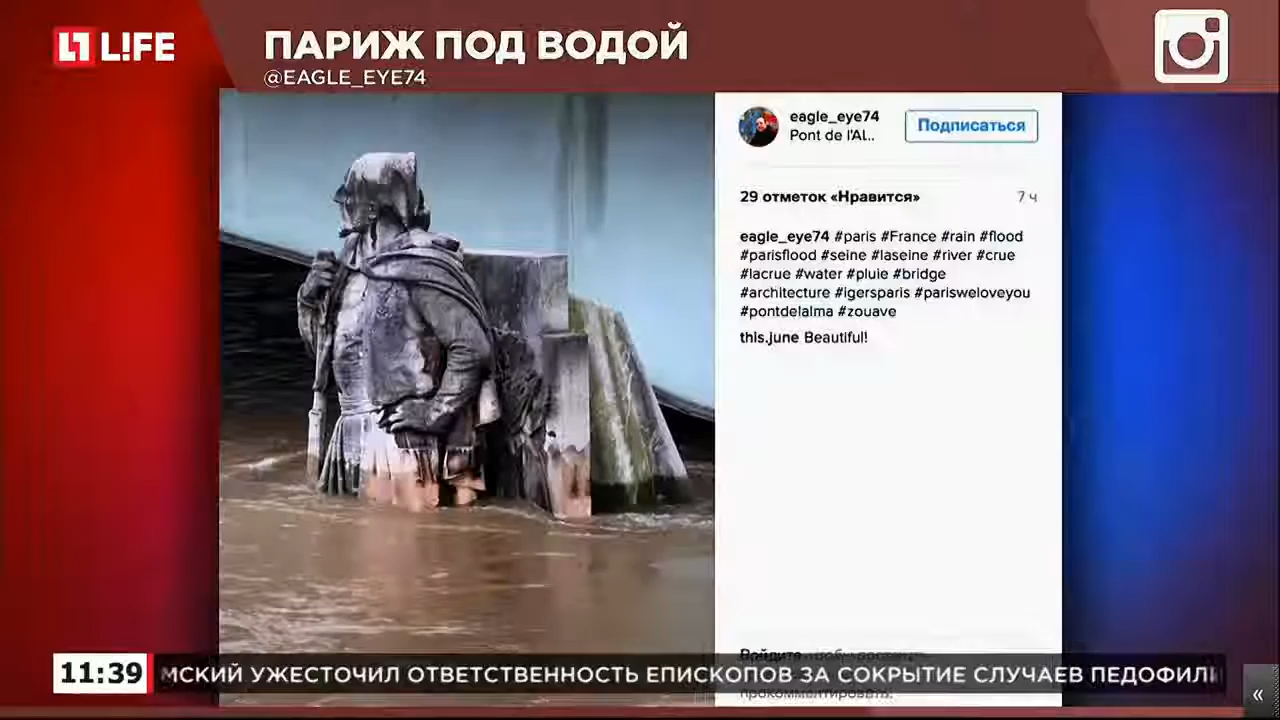 L!FE
ПАРИЖ ПОД ВОДОЙ
@EAGLE_EYE74
eagle_eye74
Pont de l'Al..
Подписаться
29 отметок «Нравится»
7 ч
eagle_eye74 #paris #France #rain #flood
#parisflood #seine #laseine #river #crue
#lacrue #water #pluie #bridge
#architecture #igersparis #parisweloveyou
#pontdelalma #zouave
this.june Beautiful!
Войдите
11:39
МСКИЙ УЖЕСТОЧИЛ ОТВЕТСТВЕННОСТЬ ЕПИСКОПОВ ЗА СОКРЫТИЕ СЛУЧАЕВ ПЕДОФИЛИ
прокомментировать.
«